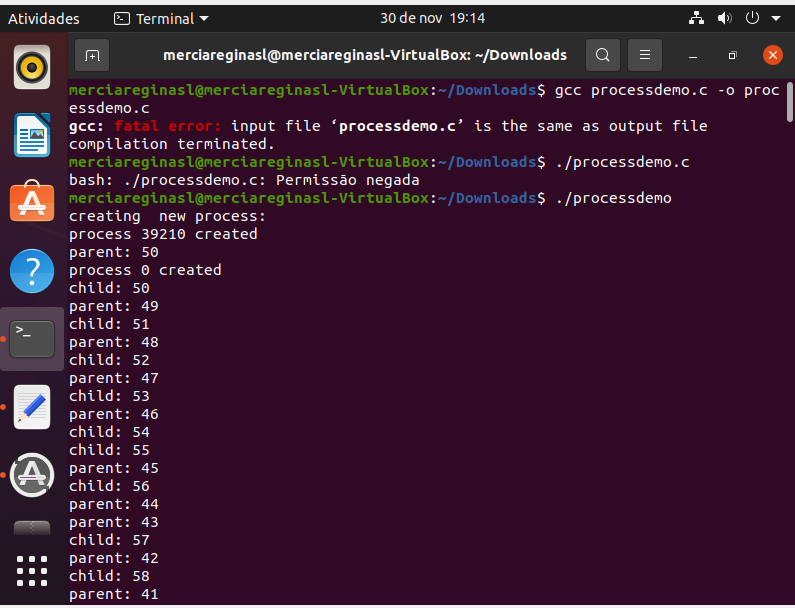 Atividades
Terminal
30 de nov 19:14
merciareginasl@merciareginasl-VirtualBox: ~/Downloads
merciareginasl@merciareginasl-VirtualBox:~/Downloads$ gcc processdemo.c -o proc
essdemo.c
gcc: fatal error: input file ‘processdemo.c’ is the same as output file
compilation terminated.
merciareginasl@merciareginasl-VirtualBox:~/Downloads$ ./processdemo.c
bash: ./processdemo.c: Permissão negada
merciareginasl@merciareginasl-VirtualBox:~/Downloads$ ./processdemo
creating  new process:
process 39210 created
parent: 50
process 0 created
child: 50
parent: 49
child: 51
parent: 48
child: 52
parent: 47
child: 53
parent: 46
child: 54
child: 55
parent: 45
child: 56
parent: 44
parent: 43
child: 57
parent: 42
child: 58
parent: 41